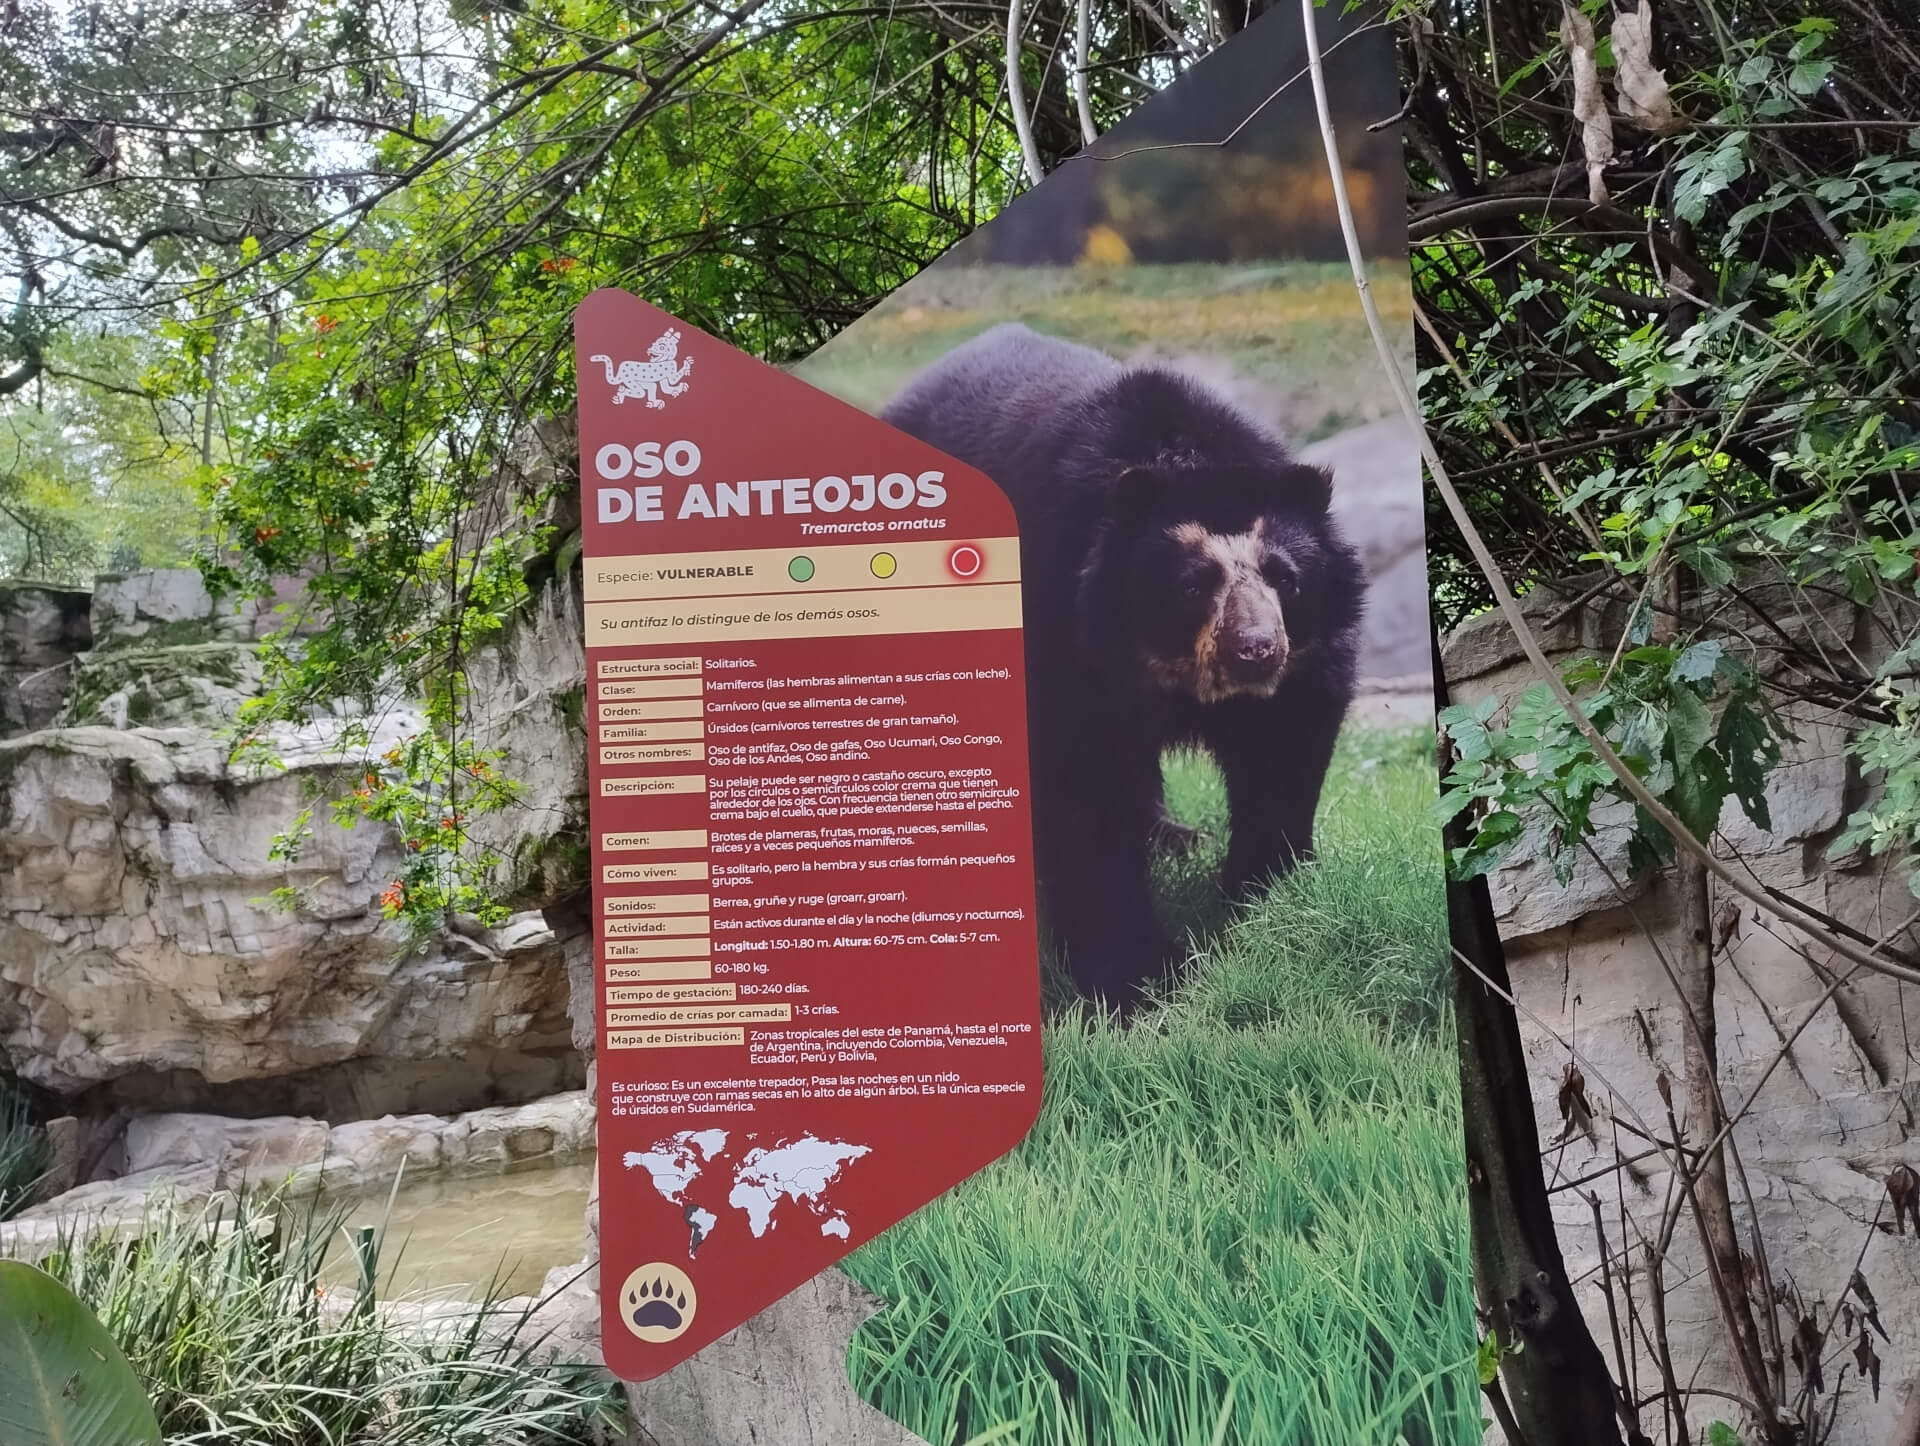 OSO
DE ANTEOJOS
Tremarctos ornatus
Especie: VULNERABLE
Su antifaz lo distingue de los demás osos.
Estructura social: Solitarios.
Clase: Mamíferos (las hembras alimentan a sus crías con leche).
Orden: Carnívoro (que se alimenta de carne).
Familia: Úrsidos (carnívoros terrestres de gran tamaño).
Otros nombres: Oso de antifaz, Oso de gafas, Oso Ucumari, Oso Congo,
Oso de los Andes, Oso andino.
Descripción: Su pelaje puede ser negro o castaño oscuro, excepto
por los círculos o semicírculos color crema que tienen
alrededor de los ojos. Con frecuencia tienen otro semicírculo
crema bajo el cuello, que puede extenderse hasta el pecho.
Comen: Brotes de plameras, frutas, moras, nueces, semillas,
raíces y a veces pequeños mamíferos.
Cómo viven: Es solitario, pero la hembra y sus crías formán pequeños
grupos.
Sonidos: Berrea, gruñe y ruge (groarr, groarr).
Actividad: Están activos durante el día y la noche (diurnos y nocturnos).
Talla: Longitud: 1.50-1.80 m. Altura: 60-75 cm. Cola: 5-7 cm.
Peso: 60-180 kg.
Tiempo de gestación: 180-240 días.
Promedio de crías por camada: 1-3 crías.
Mapa de Distribución: Zonas tropicales del este de Panamá, hasta el norte
de Argentina, incluyendo Colombia, Venezuela,
Ecuador, Perú y Bolivia,
Es curioso: Es un excelente trepador, Pasa las noches en un nido
que construye con ramas secas en lo alto de algún árbol. Es la única especie
de úrsidos en Sudamérica.